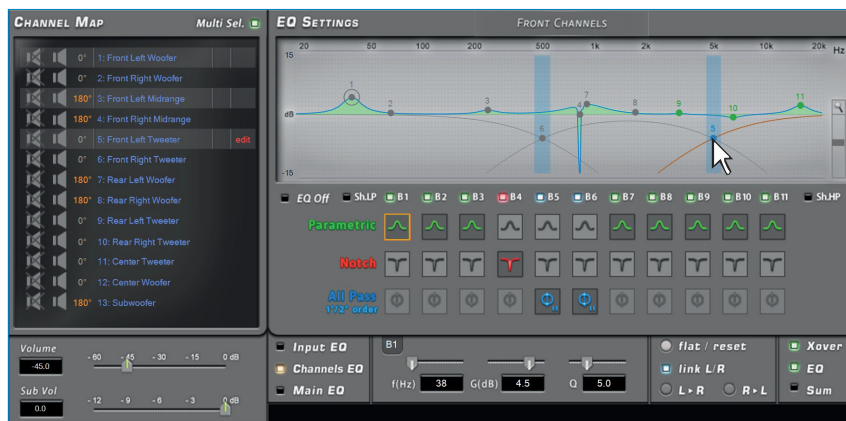 CHANNEL MAP Multi Sel.
0° 1: Front Left Woofer
0° 2: Front Right Woofer
180° 3: Front Left Midrange
180° 4: Front Right Midrange
0° 5: Front Left Tweeter edit
0° 6: Front Right Tweeter
180° 7: Rear Left Woofer
180° 8: Rear Right Woofer
0° 9: Rear Left Tweeter
0° 10: Rear Right Tweeter
0° 11: Center Tweeter
0° 12: Center Woofer
180° 13: Subwoofer
Volume
-45.0
- 60 - 45 - 30 - 15 0 dB
Sub Vol
0.0
- 12 - 9 - 6 - 3 0 dB
EQ SETTINGS FRONT CHANNELS
20 50 100 200 500 1k 2k 5k 10k 20k Hz
15
dB
-15
1 2 3 4 7 8 9 10 11
6 5
EQ Off Sh.LP B1 B2 B3 B4 B5 B6 B7 B8 B9 B10 B11 Sh.HP
Parametric
Notch
All Pass
1°/2° order
Input EQ
Channels EQ
Main EQ
B1
f(Hz) 38 G(dB) 4.5 Q 5.0
flat / reset
link L/R
L▸R R▸L
Xover
EQ
Sum